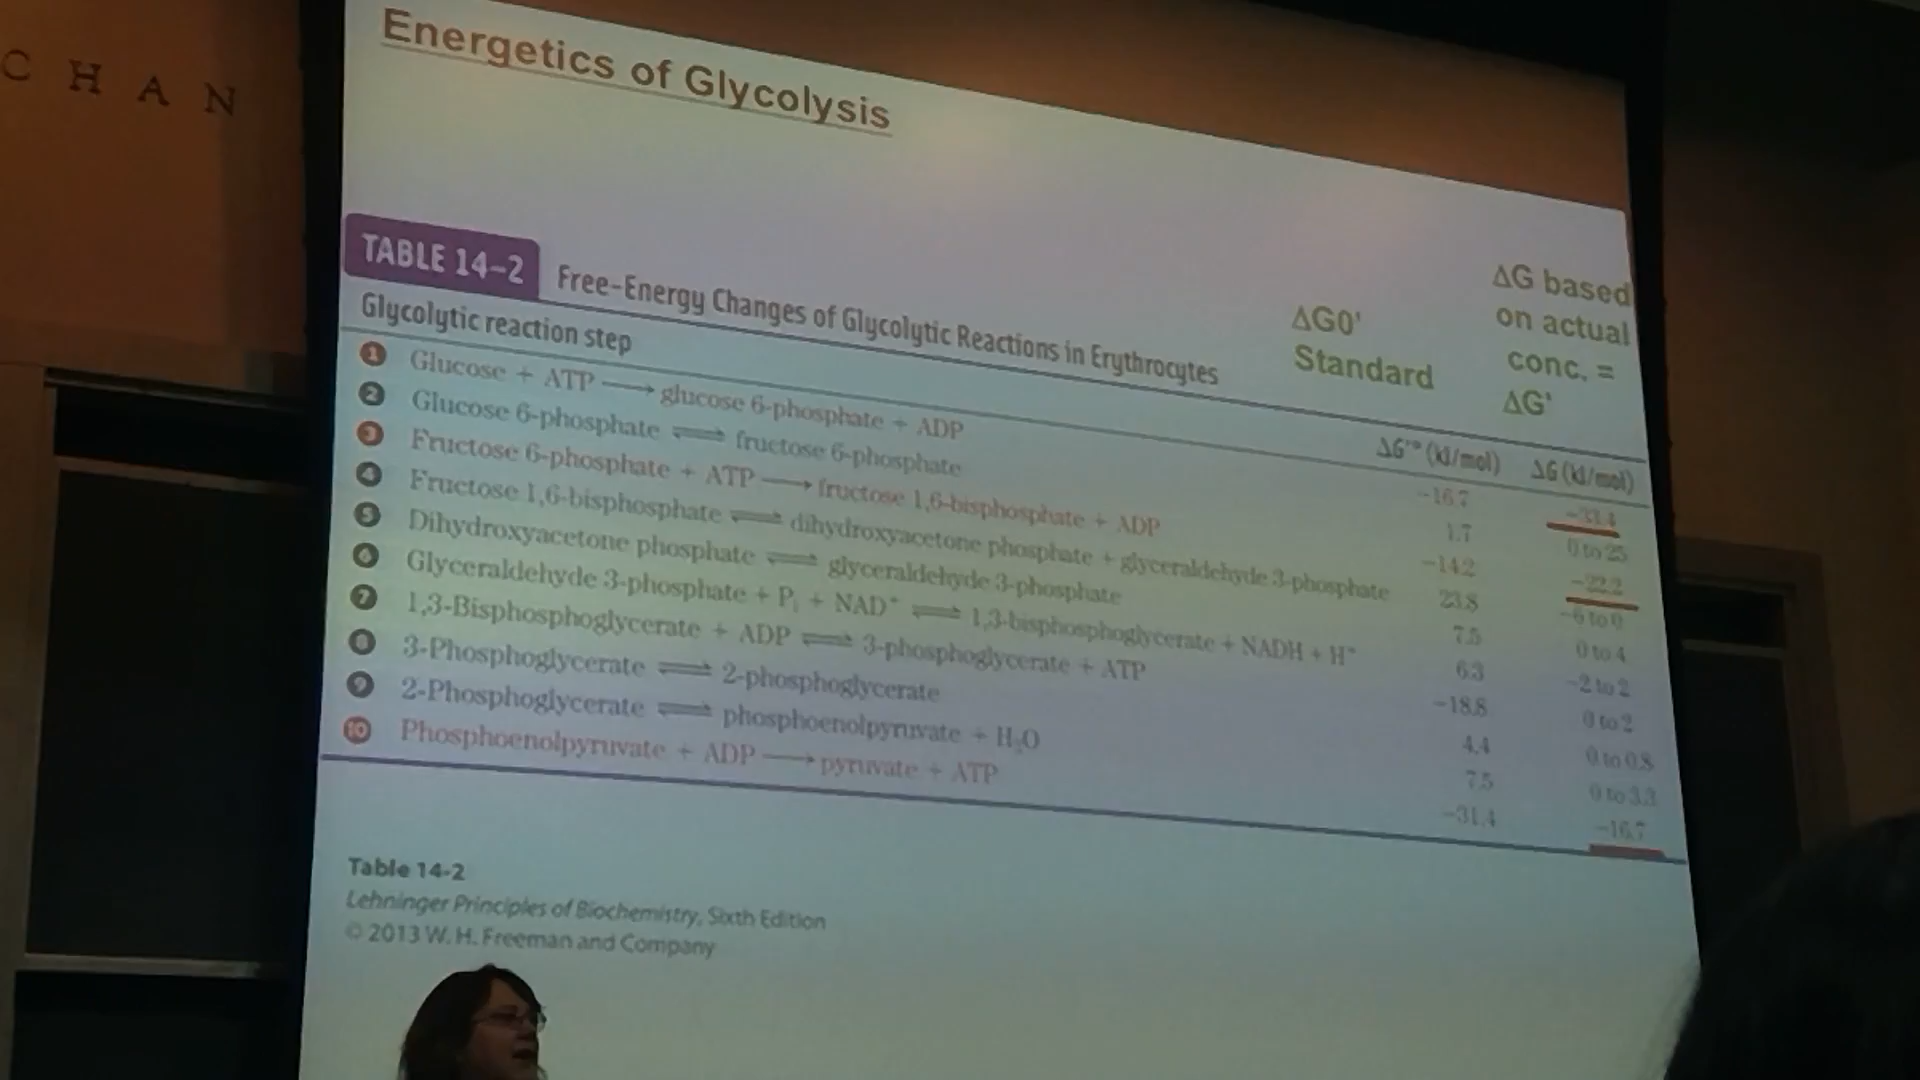 CHAN
Energetics of Glycolysis
TABLE 14-2 Free-Energy Changes of Glycolytic Reactions in Erythrocytes
ΔG0'
Standard
ΔG based
on actual
conc. =
ΔG'
Glycolytic reaction step ΔG'° (kJ/mol) ΔG (kJ/mol)
1 Glucose + ATP ⟶ glucose 6-phosphate + ADP -16.7 -33.4
2 Glucose 6-phosphate ⇌ fructose 6-phosphate 1.7 0 to 25
3 Fructose 6-phosphate + ATP ⟶ fructose 1,6-bisphosphate + ADP -14.2 -22.2
4 Fructose 1,6-bisphosphate ⇌ dihydroxyacetone phosphate + glyceraldehyde 3-phosphate 23.8 -6 to 0
5 Dihydroxyacetone phosphate ⇌ glyceraldehyde 3-phosphate 7.5 0 to 4
6 Glyceraldehyde 3-phosphate + Pi + NAD⁺ ⇌ 1,3-bisphosphoglycerate + NADH + H⁺ 6.3 -2 to 2
7 1,3-Bisphosphoglycerate + ADP ⇌ 3-phosphoglycerate + ATP -18.8 0 to 2
8 3-Phosphoglycerate ⇌ 2-phosphoglycerate 4.4 0 to 0.8
9 2-Phosphoglycerate ⇌ phosphoenolpyruvate + H₂O 7.5 0 to 3.3
10 Phosphoenolpyruvate + ADP ⟶ pyruvate + ATP -31.4 -16.7
Table 14-2
Lehninger Principles of Biochemistry, Sixth Edition
© 2013 W. H. Freeman and Company